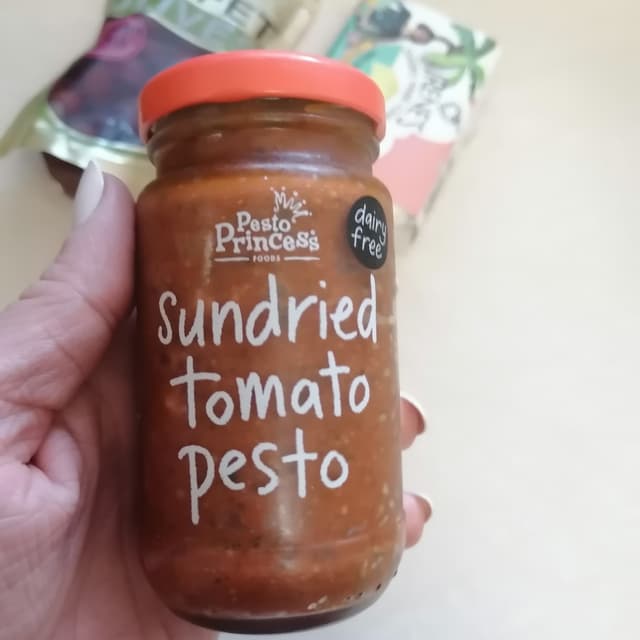 Pesto
Princess
FOODS
dairy
free
sundried
tomato
pesto